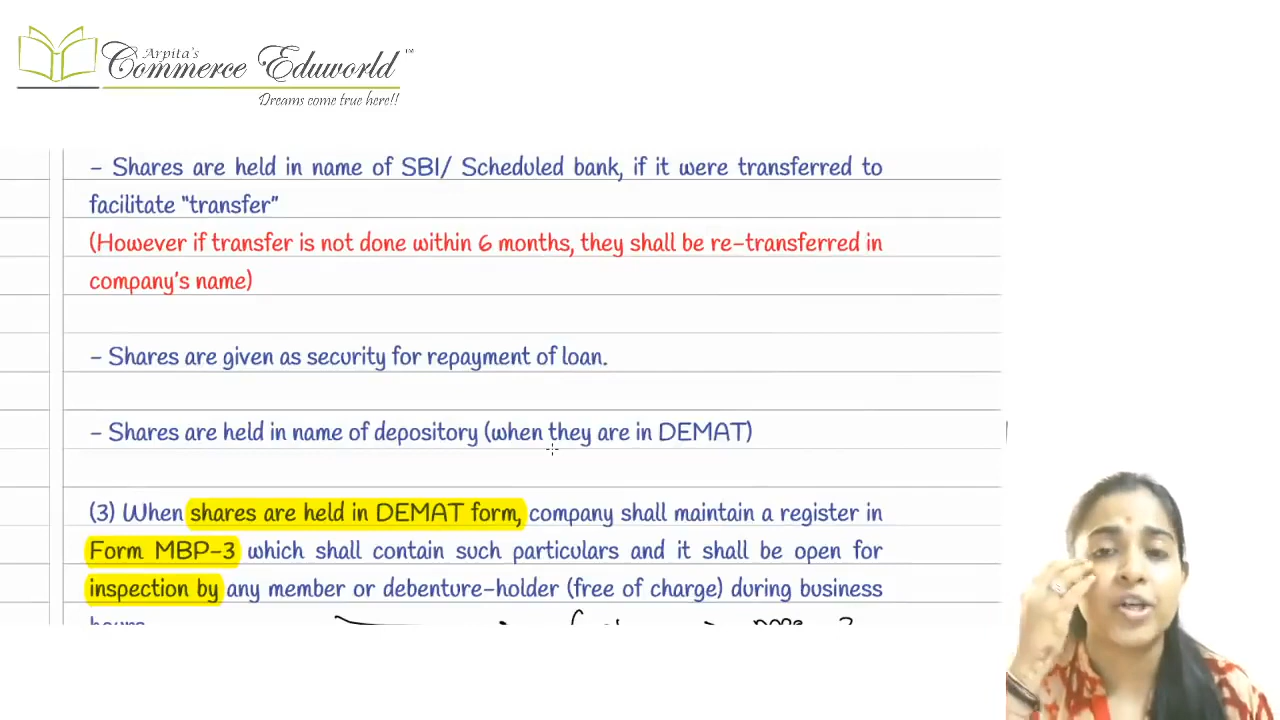 Arpita's
Commerce Eduworld™
Dreams come true here!!
- Shares are held in name of SBI/ Scheduled bank, if it were transferred to
facilitate "transfer"
(However if transfer is not done within 6 months, they shall be re-transferred in
company's name)
- Shares are given as security for repayment of loan.
- Shares are held in name of depository (when they are in DEMAT)
(3) When shares are held in DEMAT form, company shall maintain a register in
Form MBP-3 which shall contain such particulars and it shall be open for
inspection by any member or debenture-holder (free of charge) during business
hours